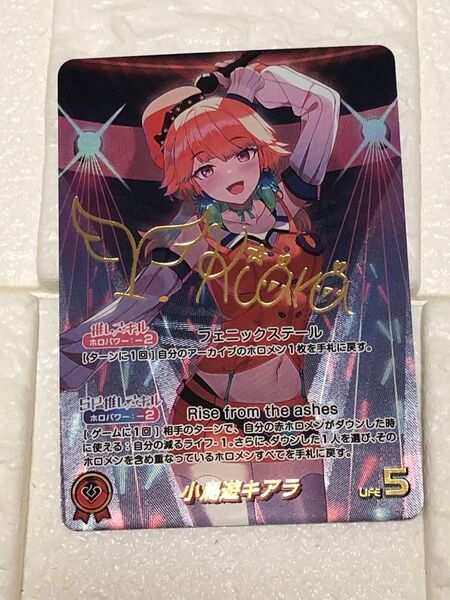 Kiara
推しスキル
ホロパワー：-2
フェニックステール
[ターンに1回]自分のアーカイブのホロメン1枚を手札に戻す。
SP推しスキル
ホロパワー：-2
Rise from the ashes
[ゲームに1回]相手のターンで、自分の赤ホロメンがダウンした時
に使える：自分の減るライフ-1。さらに、ダウンした1人を選び、その
ホロメンを含め重なっているホロメンすべてを手札に戻す。
小鳥遊キアラ
LIFE 5